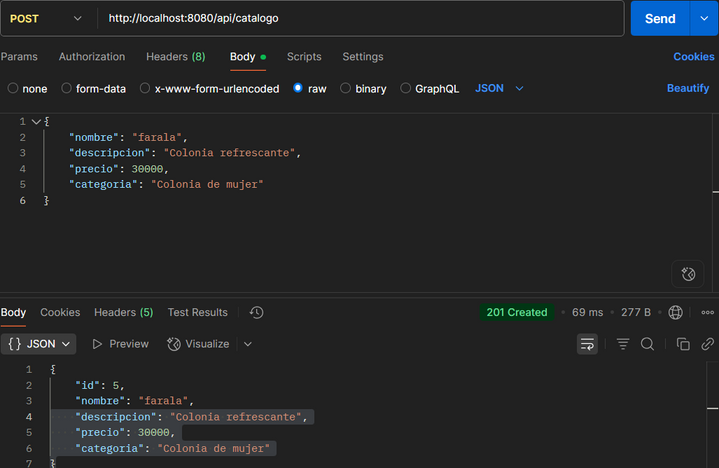 POST http://localhost:8080/api/catalogo Send
Params Authorization Headers (8) Body Scripts Settings Cookies
none form-data x-www-form-urlencoded raw binary GraphQL JSON Beautify
1 {
2 "nombre": "farala",
3 "descripcion": "Colonia refrescante",
4 "precio": 30000,
5 "categoria": "Colonia de mujer"
6 }
Body Cookies Headers (5) Test Results 201 Created • 69 ms • 277 B
{} JSON Preview Visualize
1 {
2 "id": 5,
3 "nombre": "farala",
4 "descripcion": "Colonia refrescante",
5 "precio": 30000,
6 "categoria": "Colonia de mujer"
7 }